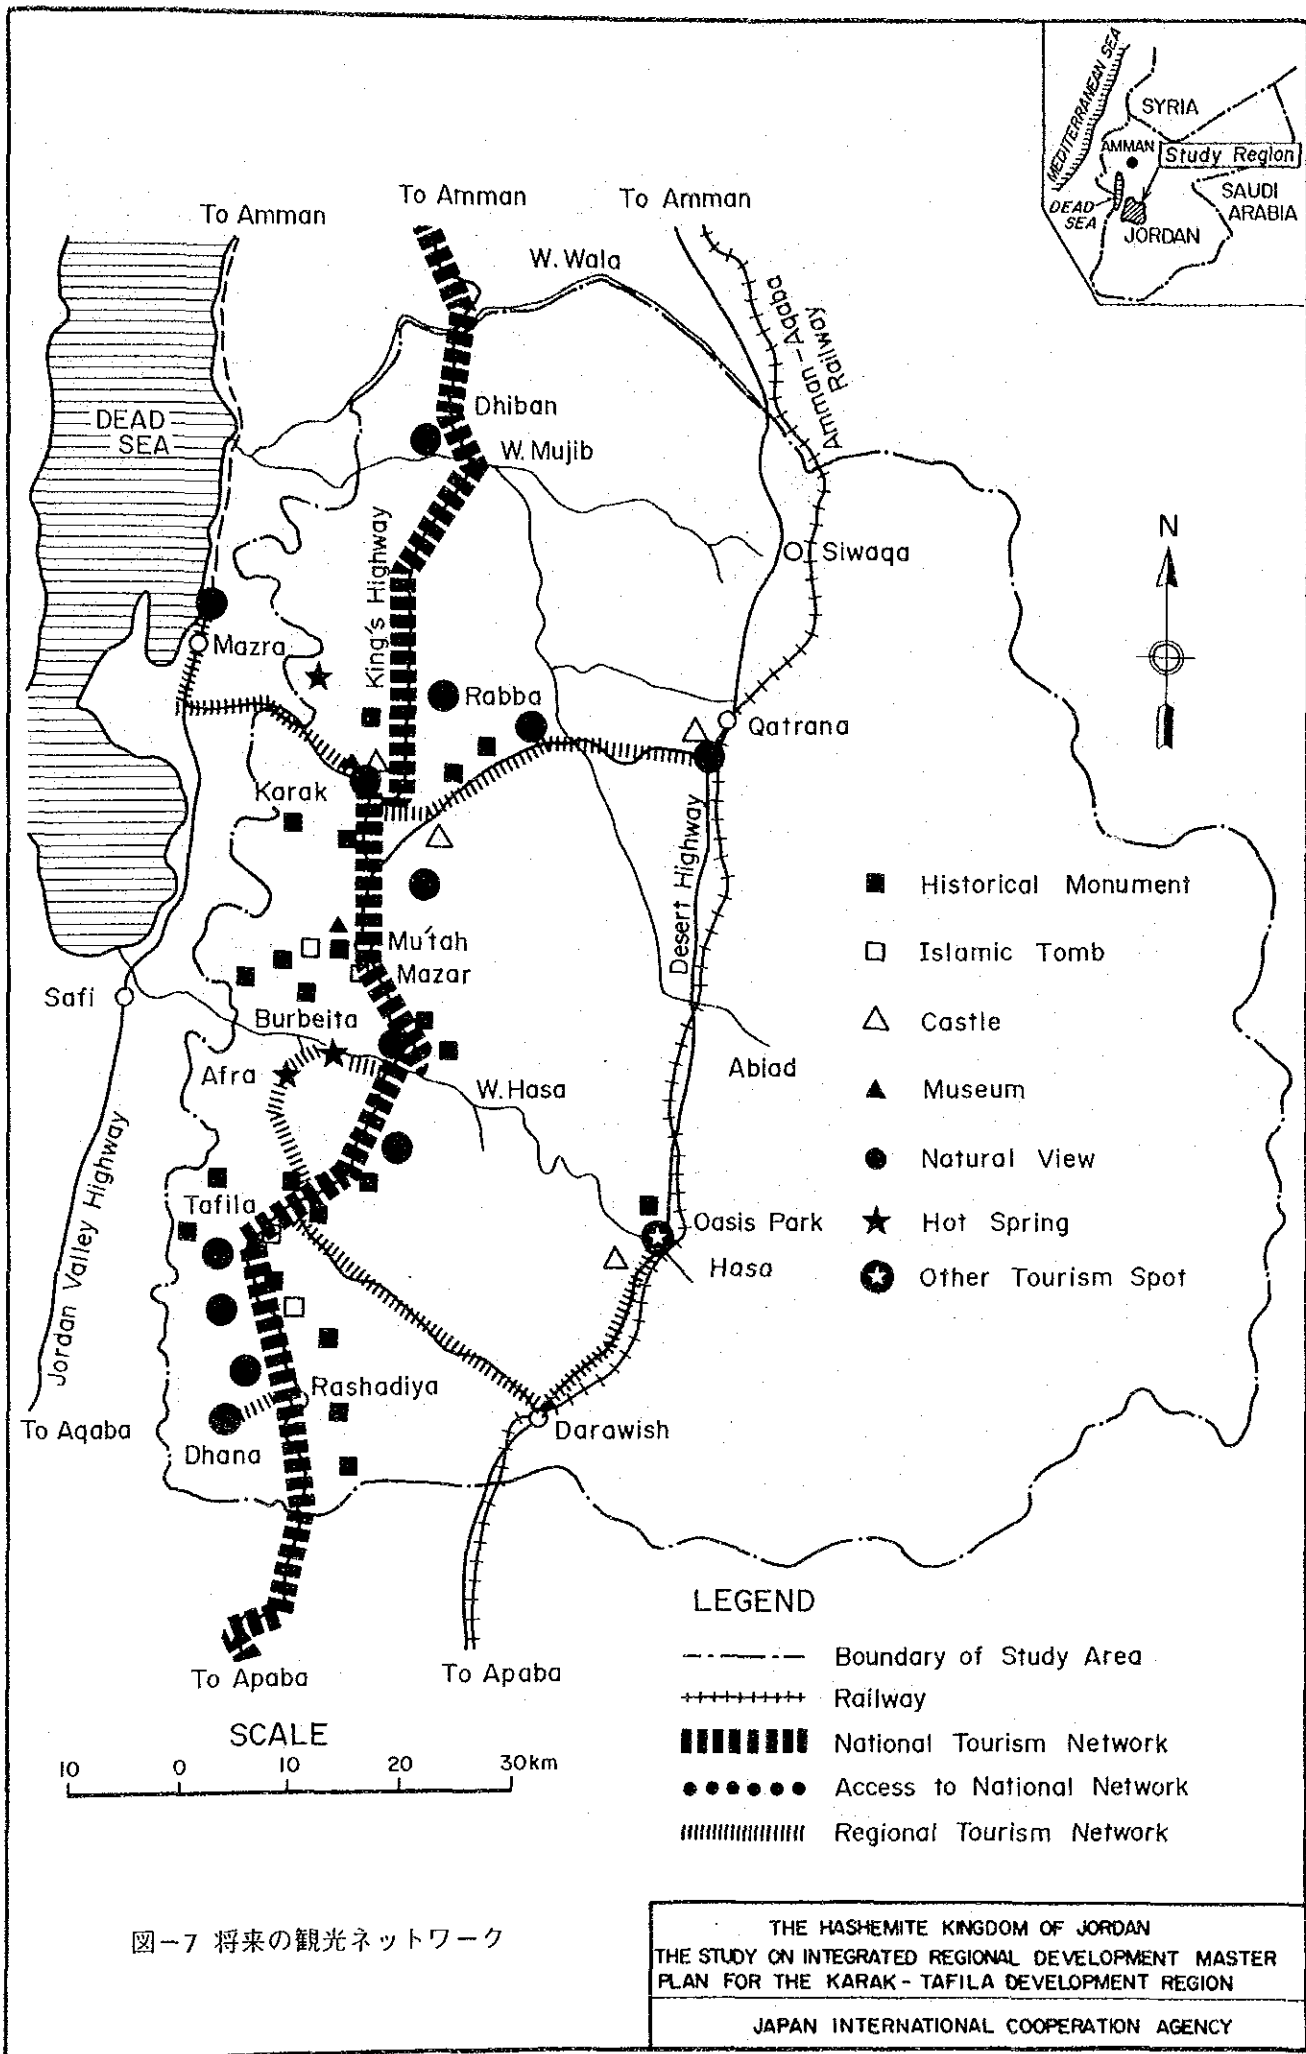 MEDITERRANEAN SEA
SYRIA
AMMAN
Study Region
DEAD
SEA
SAUDI
ARABIA
JORDAN
To Amman
To Amman
To Amman
W. Wala
Amman-Aqaba
Railway
DEAD
SEA
Dhiban
W. Mujib
King's Highway
Siwaqa
N
Mazra
Rabba
Qatrana
Karak
Desert Highway
Historical Monument
Mu'tah
Mazar
Islamic Tomb
Safi
Burbeita
Castle
Afra
Abiad
W. Hasa
Museum
Jordan Valley Highway
Natural View
Tafila
Oasis Park
Hot Spring
Hasa
Other Tourism Spot
Rashadiya
To Aqaba
Darawish
Dhana
LEGEND
Boundary of Study Area
To Apaba
To Apaba
Railway
SCALE
National Tourism Network
10 0 10 20 30km
Access to National Network
Regional Tourism Network
図-7 将来の観光ネットワーク
THE HASHEMITE KINGDOM OF JORDAN
THE STUDY ON INTEGRATED REGIONAL DEVELOPMENT MASTER
PLAN FOR THE KARAK - TAFILA DEVELOPMENT REGION
JAPAN INTERNATIONAL COOPERATION AGENCY